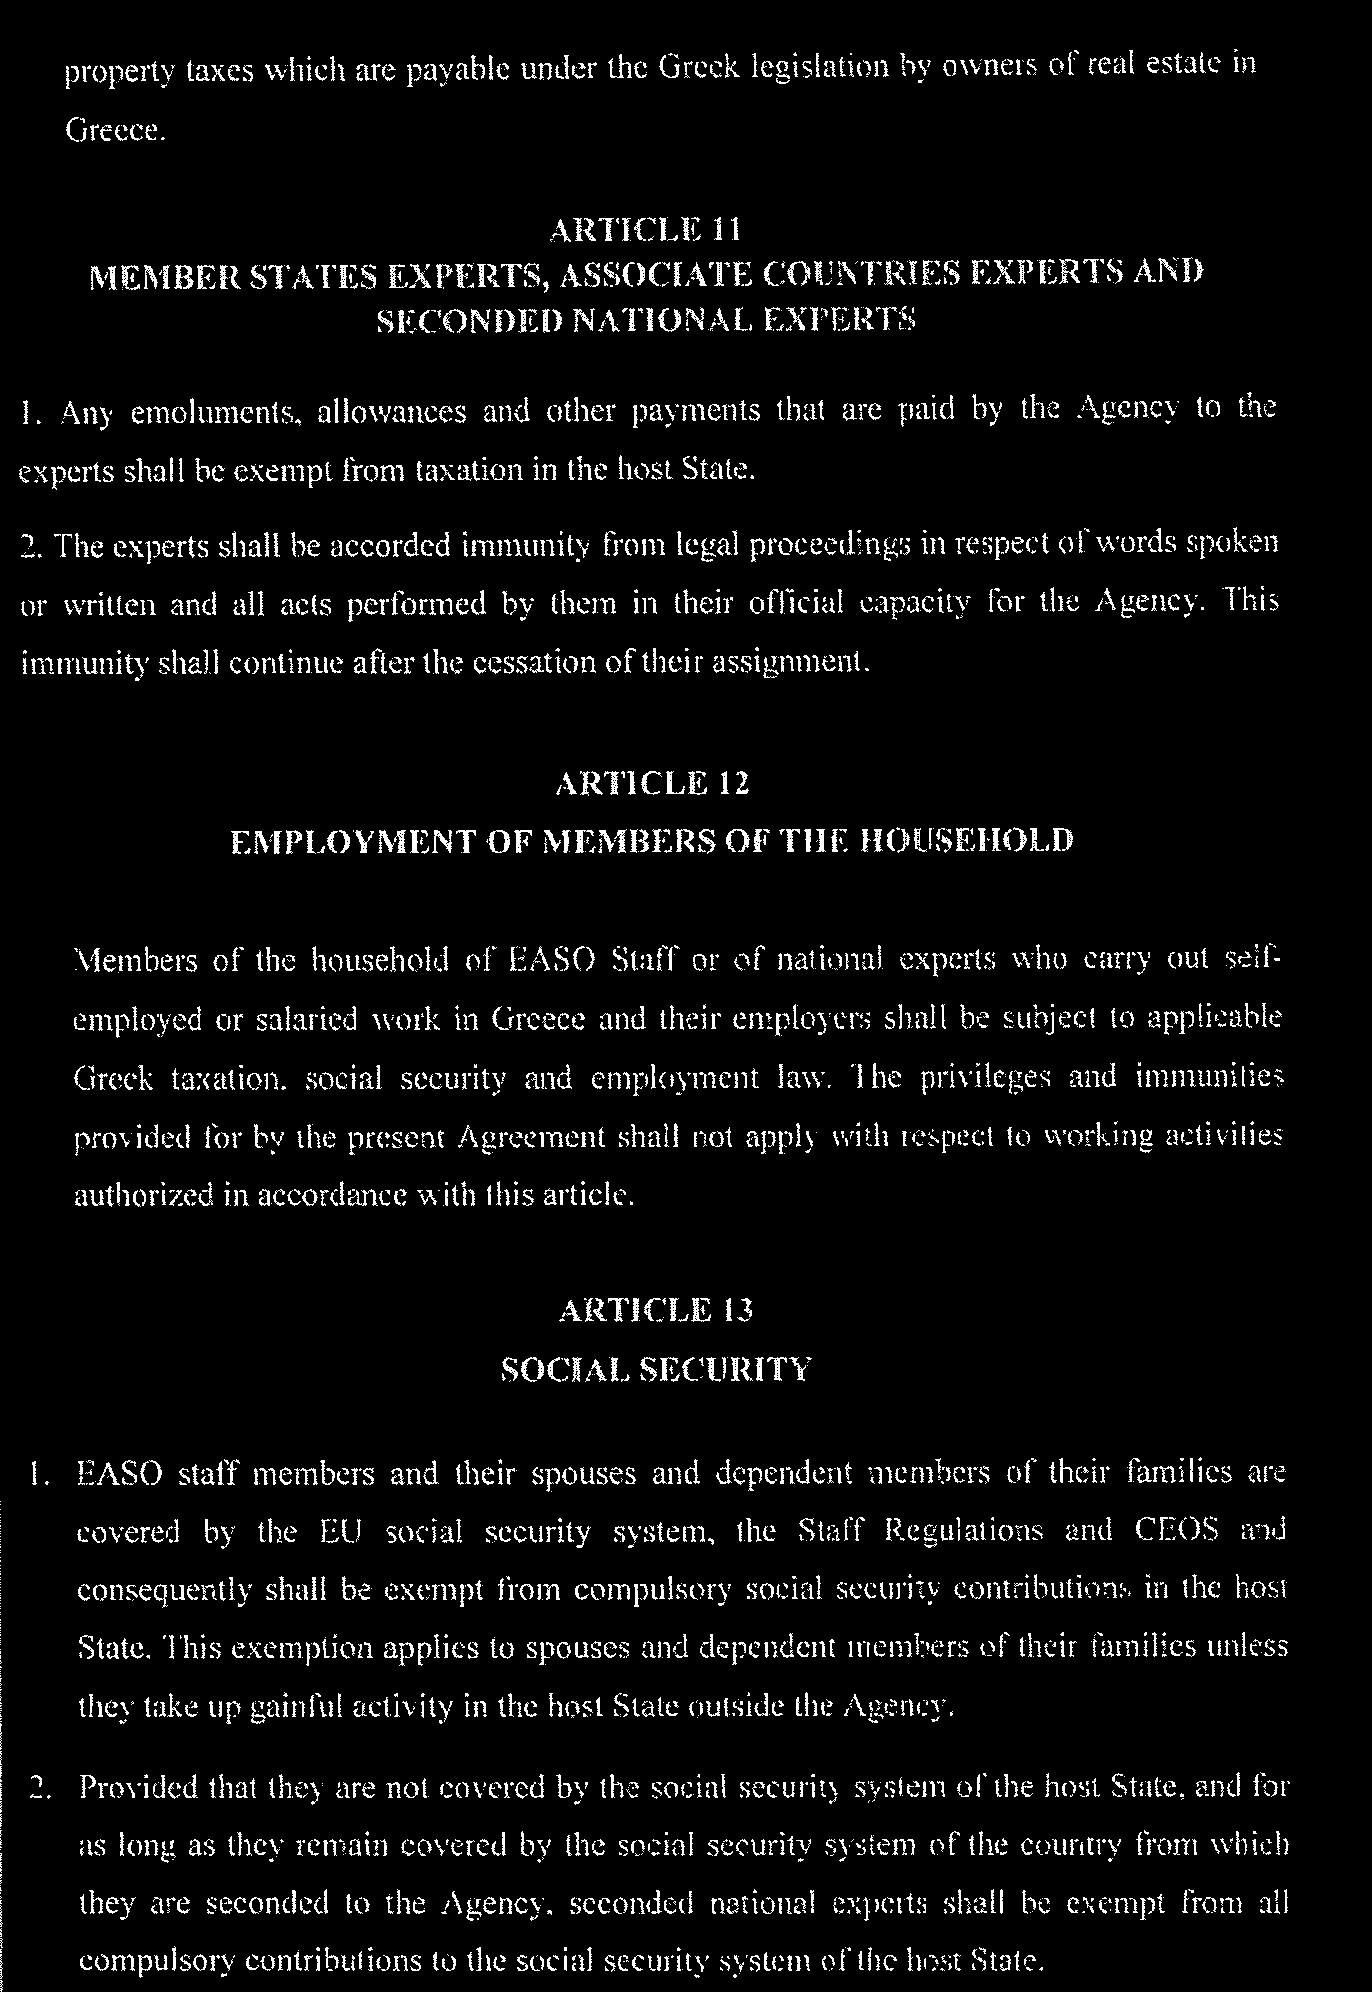 property taxes which are payable under the Greek legislation by owners of real estate in
Greece.
ARTICLE 11
MEMBER STATES EXPERTS, ASSOCIATE COUNTRIES EXPERTS AND
SECONDED NATIONAL EXPERTS
1. Any emoluments, allowances and other payments that are paid by the Agency to the
experts shall be exempt from taxation in the host State.
2. The experts shall be accorded immunity from legal proceedings in respect of words spoken
or written and all acts performed by them in their official capacity for the Agency. This
immunity shall continue after the cessation of their assignment.
ARTICLE 12
EMPLOYMENT OF MEMBERS OF THE HOUSEHOLD
Members of the household of EASO Staff or of national experts who carry out self-
employed or salaried work in Greece and their employers shall be subject to applicable
Greek taxation, social security and employment law. The privileges and immunities
provided for by the present Agreement shall not apply with respect to working activities
authorized in accordance with this article.
ARTICLE 13
SOCIAL SECURITY
1. EASO staff members and their spouses and dependent members of their families are
covered by the EU social security system, the Staff Regulations and CEOS and
consequently shall be exempt from compulsory social security contributions in the host
State. This exemption applies to spouses and dependent members of their families unless
they take up gainful activity in the host State outside the Agency.
2. Provided that they are not covered by the social security system of the host State, and for
as long as they remain covered by the social security system of the country from which
they are seconded to the Agency, seconded national experts shall be exempt from all
compulsory contributions to the social security system of the host State.